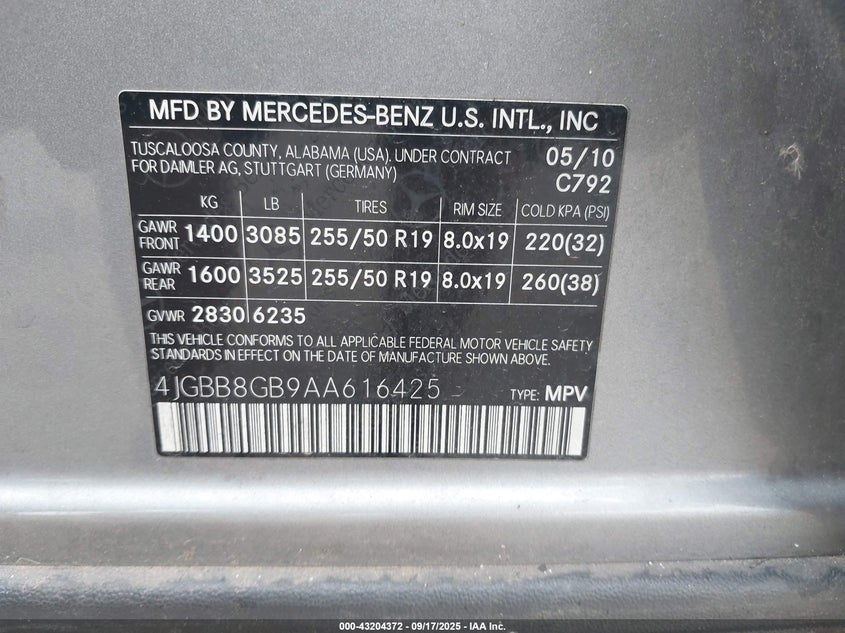 MFD BY MERCEDES-BENZ U.S. INTL., INC
TUSCALOOSA COUNTY, ALABAMA (USA). UNDER CONTRACT
FOR DAIMLER AG, STUTTGART (GERMANY)
05/10
C792
KG LB TIRES RIM SIZE COLD KPA (PSI)
GAWR FRONT 1400 3085 255/50 R19 8.0x19 220(32)
GAWR REAR 1600 3525 255/50 R19 8.0x19 260(38)
GVWR 2830 6235
THIS VEHICLE CONFORMS TO ALL APPLICABLE FEDERAL MOTOR VEHICLE SAFETY
STANDARDS IN EFFECT ON THE DATE OF MANUFACTURE SHOWN ABOVE.
4JGBB8GB9AA616425 TYPE: MPV
000-43204372 - 09/17/2025 - IAA Inc.